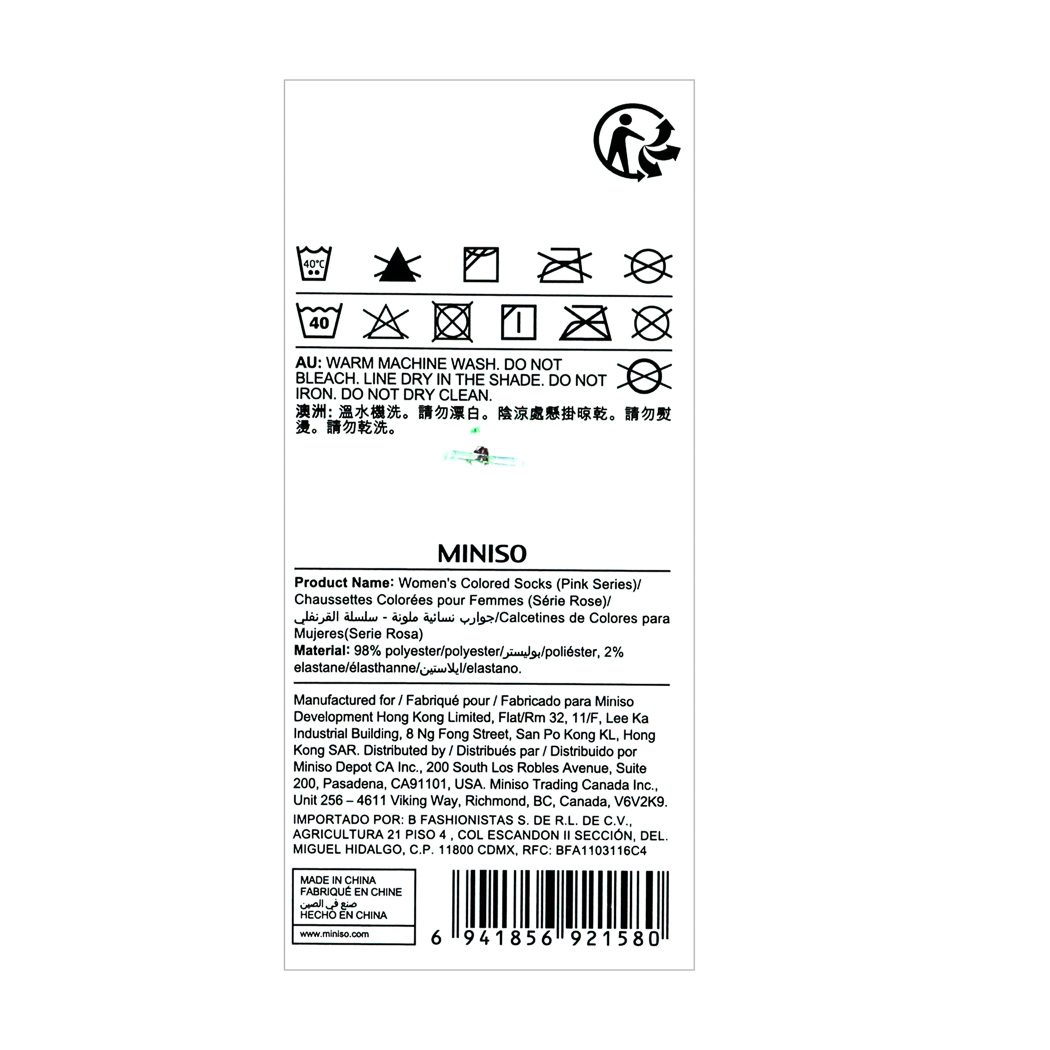 40°C
40
AU: WARM MACHINE WASH. DO NOT
BLEACH. LINE DRY IN THE SHADE. DO NOT
IRON. DO NOT DRY CLEAN.
澳洲: 溫水機洗。請勿漂白。陰涼處懸掛晾乾。請勿熨
燙。請勿乾洗。
MINISO
Product Name: Women's Colored Socks (Pink Series)/
Chaussettes Colorées pour Femmes (Série Rose)/
جوارب نسائية ملونة - سلسلة القرنفلي/Calcetines de Colores para
Mujeres(Serie Rosa)
Material: 98% polyester/polyester/بوليستر/poliéster, 2%
elastane/élasthanne/ايلاستين/elastano.
Manufactured for / Fabriqué pour / Fabricado para Miniso
Development Hong Kong Limited, Flat/Rm 32, 11/F, Lee Ka
Industrial Building, 8 Ng Fong Street, San Po Kong KL, Hong
Kong SAR. Distributed by / Distribués par / Distribuido por
Miniso Depot CA Inc., 200 South Los Robles Avenue, Suite
200, Pasadena, CA91101, USA. Miniso Trading Canada Inc.,
Unit 256 – 4611 Viking Way, Richmond, BC, Canada, V6V2K9.
IMPORTADO POR: B FASHIONISTAS S. DE R.L. DE C.V.,
AGRICULTURA 21 PISO 4 , COL ESCANDON II SECCIÓN, DEL.
MIGUEL HIDALGO, C.P. 11800 CDMX, RFC: BFA1103116C4
MADE IN CHINA
FABRIQUÉ EN CHINE
صنع في الصين
HECHO EN CHINA
www.miniso.com
6 941856 921580